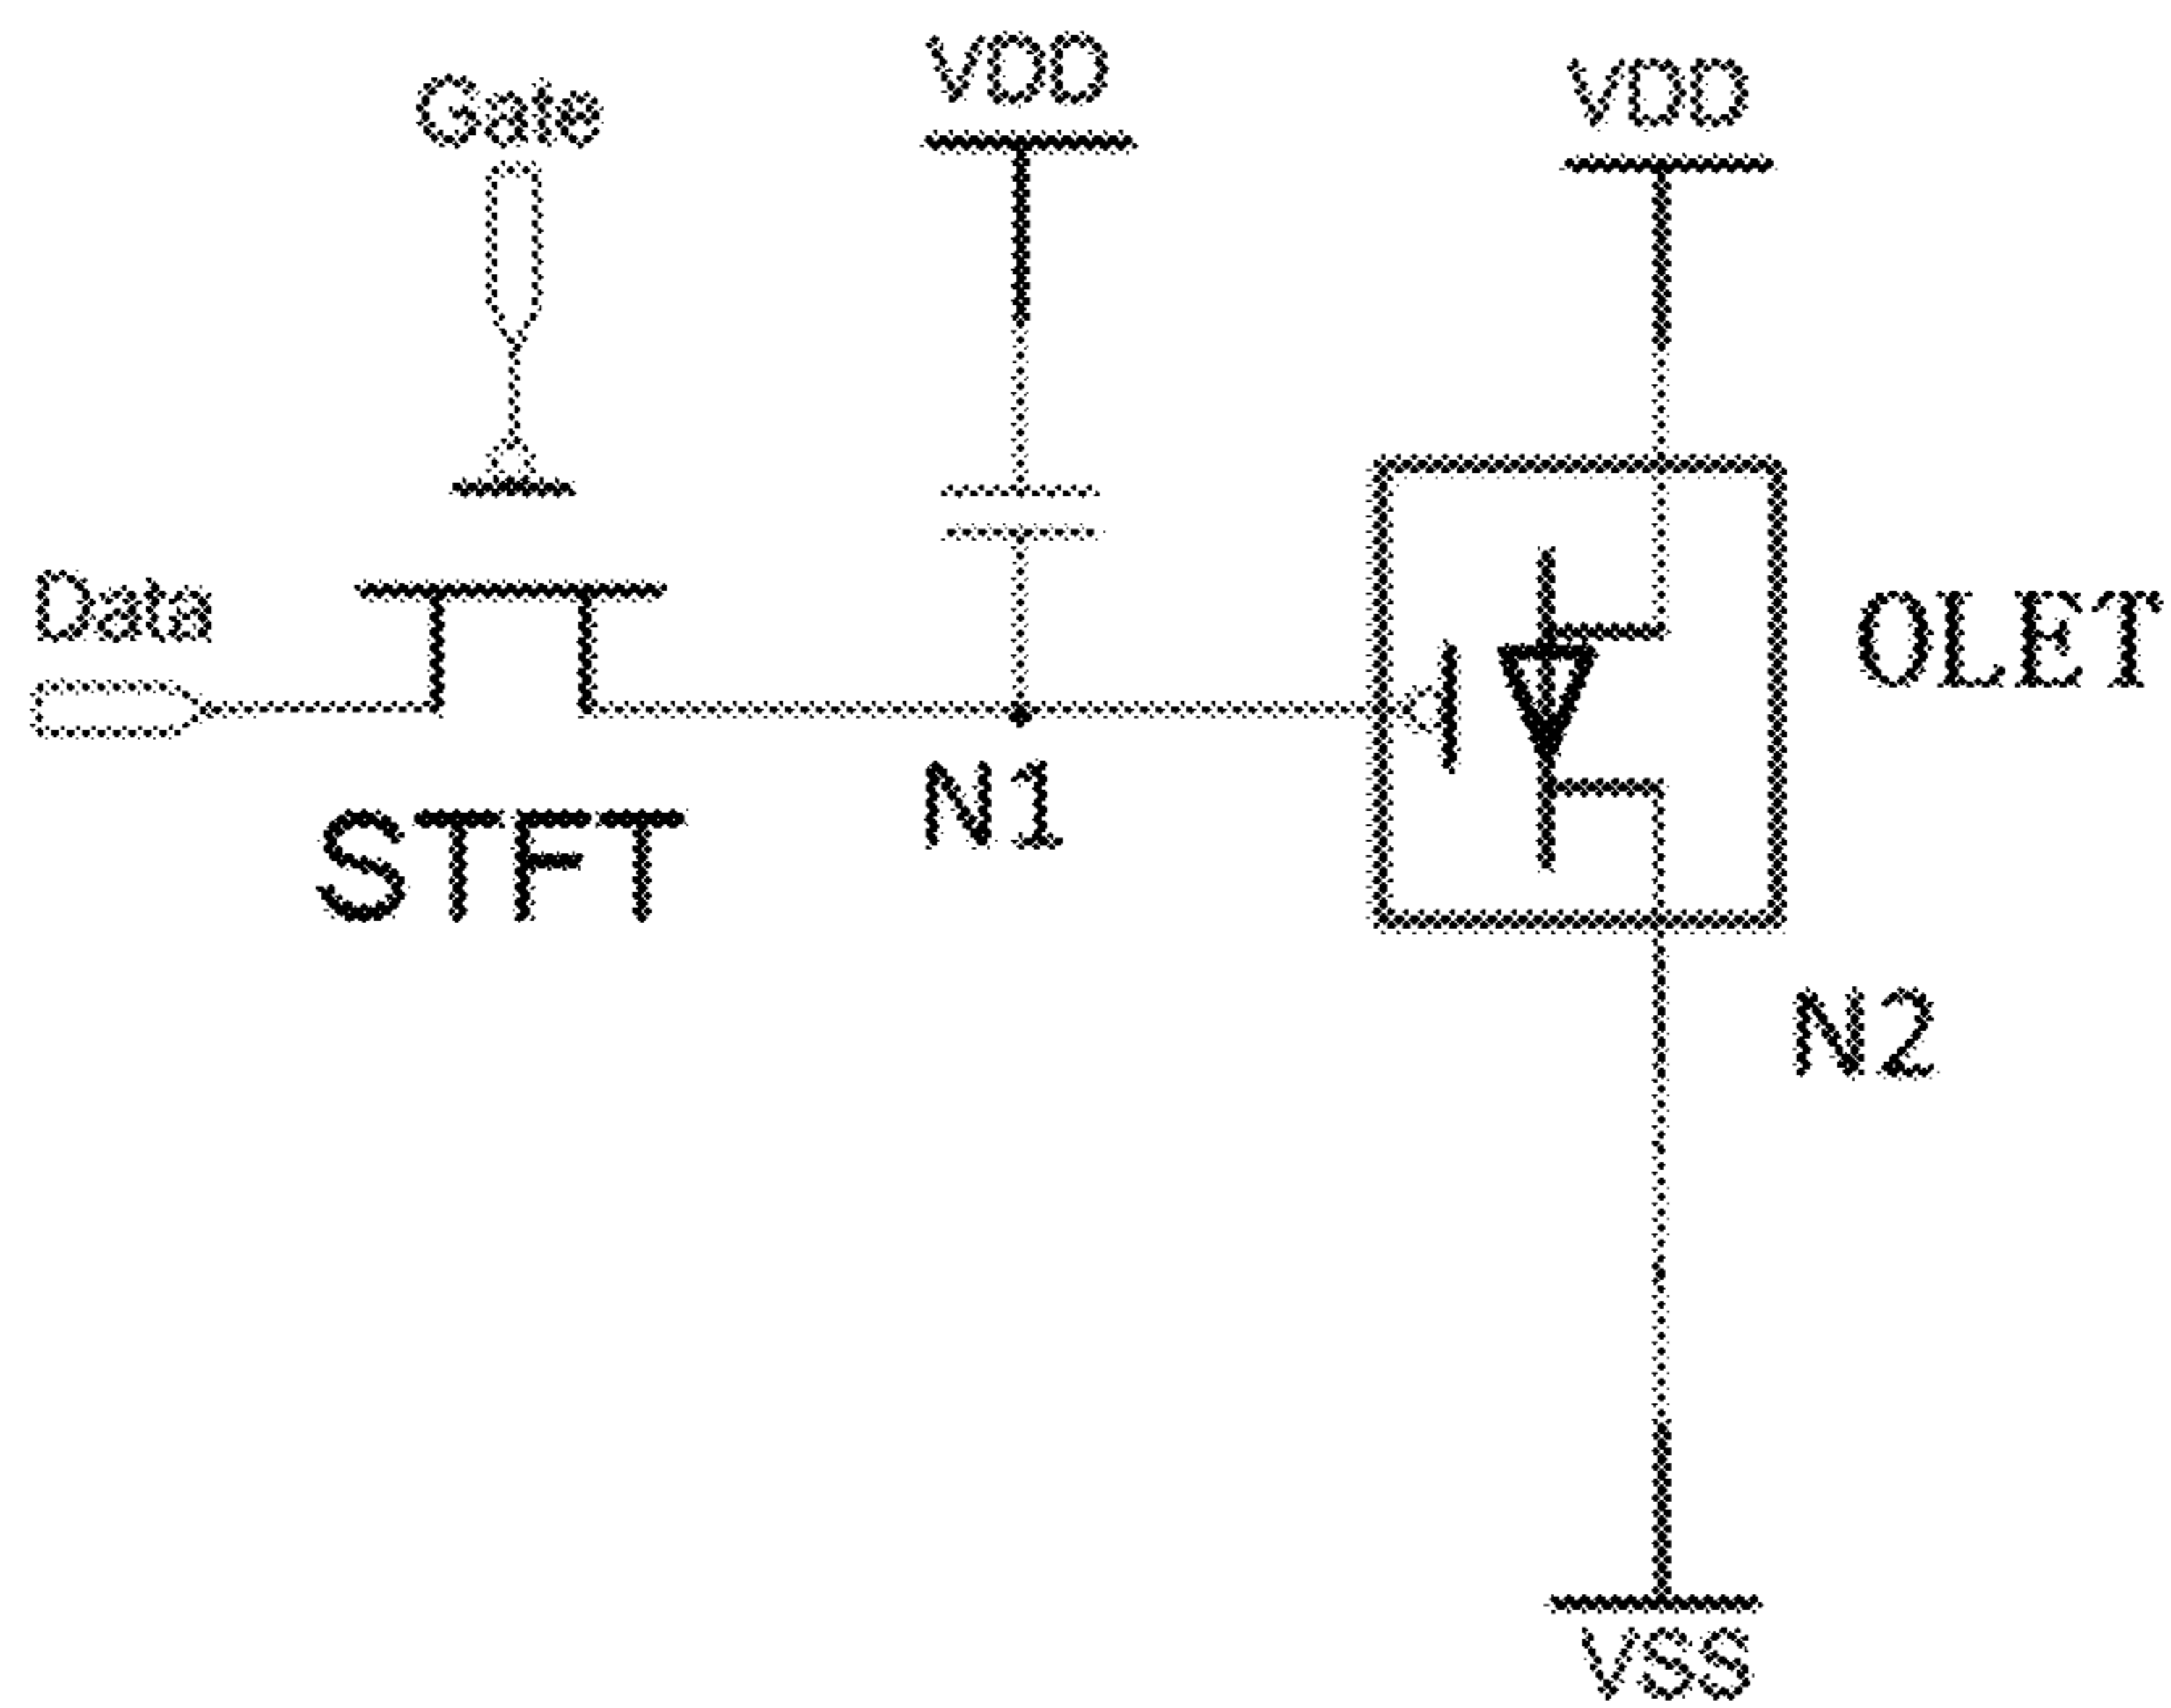 Gate
VDD
VDD
Data
OLET
STFT
N1
N2
VSS